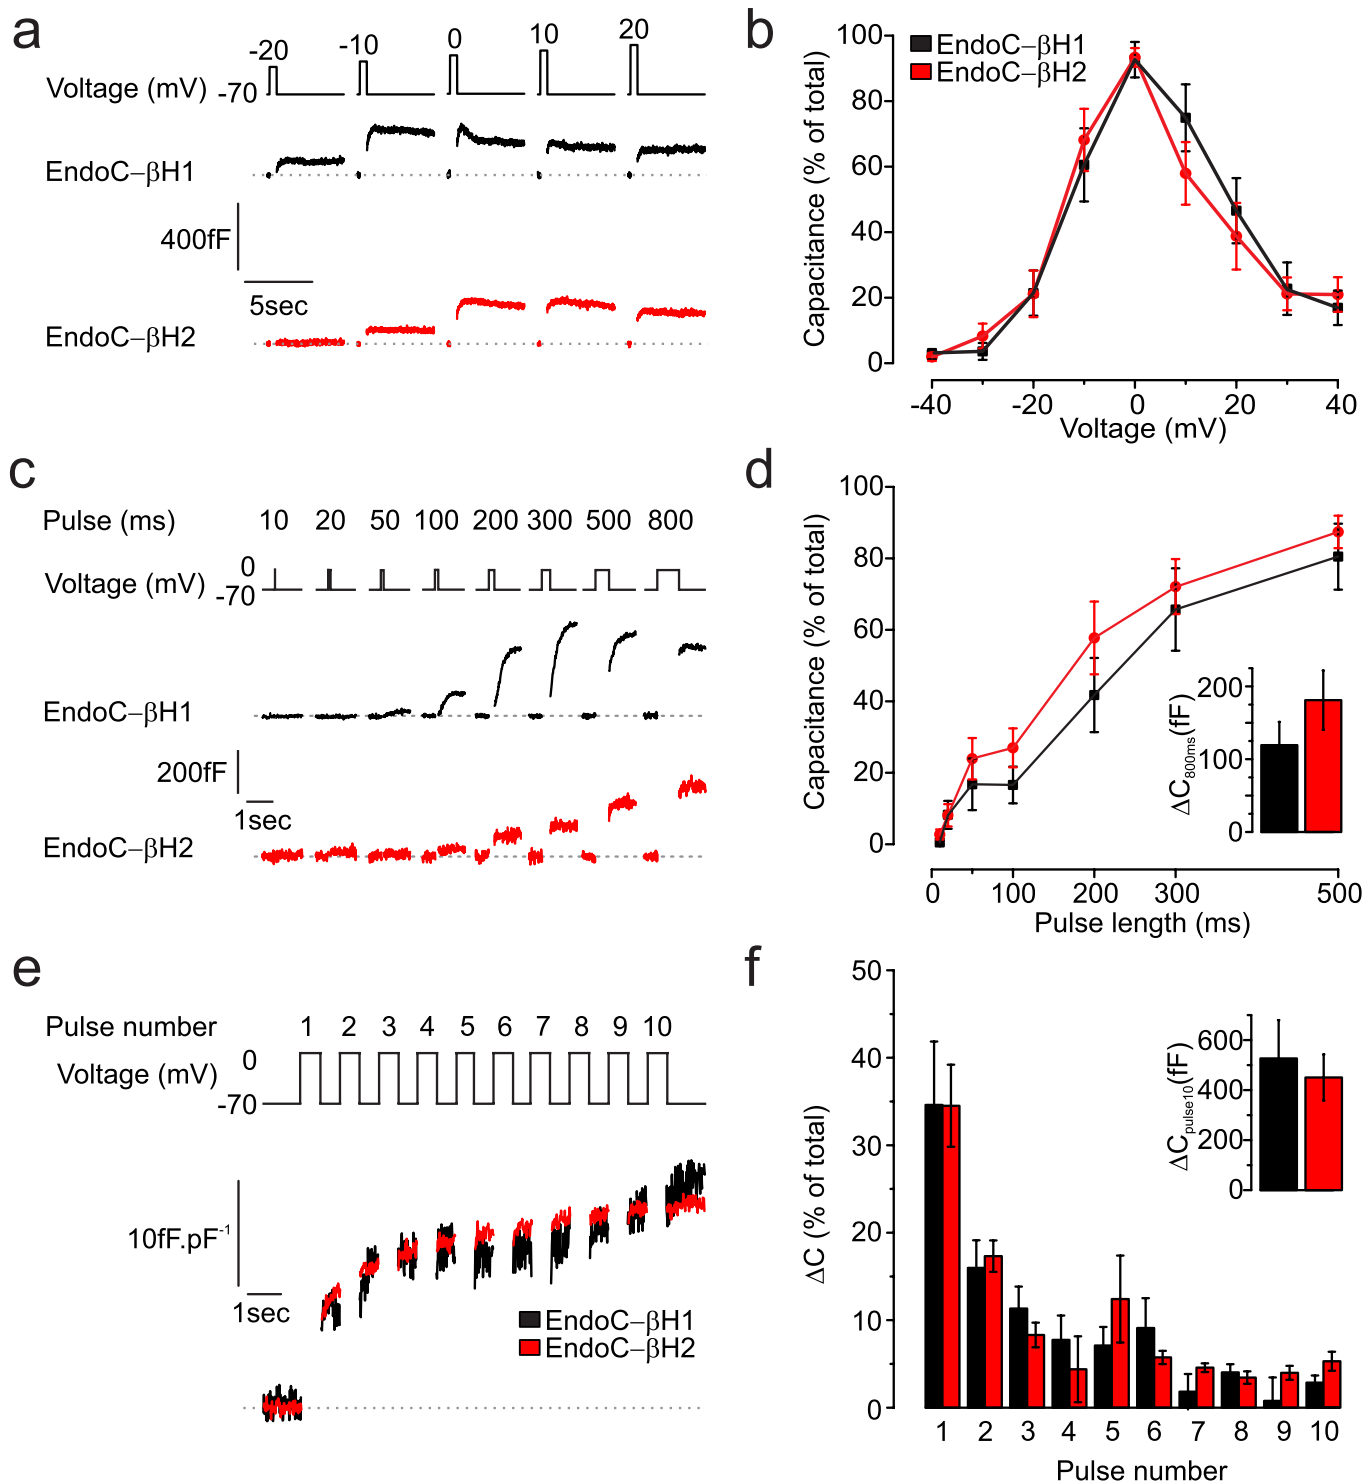 a
-20 -10 0 10 20
Voltage (mV) -70
EndoC–βH1
400fF
5sec
EndoC–βH2
b
EndoC–βH1
EndoC–βH2
Capacitance (% of total)
100
80
60
40
20
0
-40 -20 0 20 40
Voltage (mV)
c
Pulse (ms) 10 20 50 100 200 300 500 800
Voltage (mV) 0
-70
EndoC–βH1
200fF
1sec
EndoC–βH2
d
Capacitance (% of total)
100
80
60
40
20
0
0 100 200 300 500
Pulse length (ms)
ΔC800ms(fF)
200
100
0
e
Pulse number 1 2 3 4 5 6 7 8 9 10
Voltage (mV) 0
-70
10fF.pF-1
1sec
EndoC–βH1
EndoC–βH2
f
ΔC (% of total)
50
40
30
20
10
0
1 2 3 4 5 6 7 8 9 10
Pulse number
ΔCpulse10(fF)
600
400
200
0